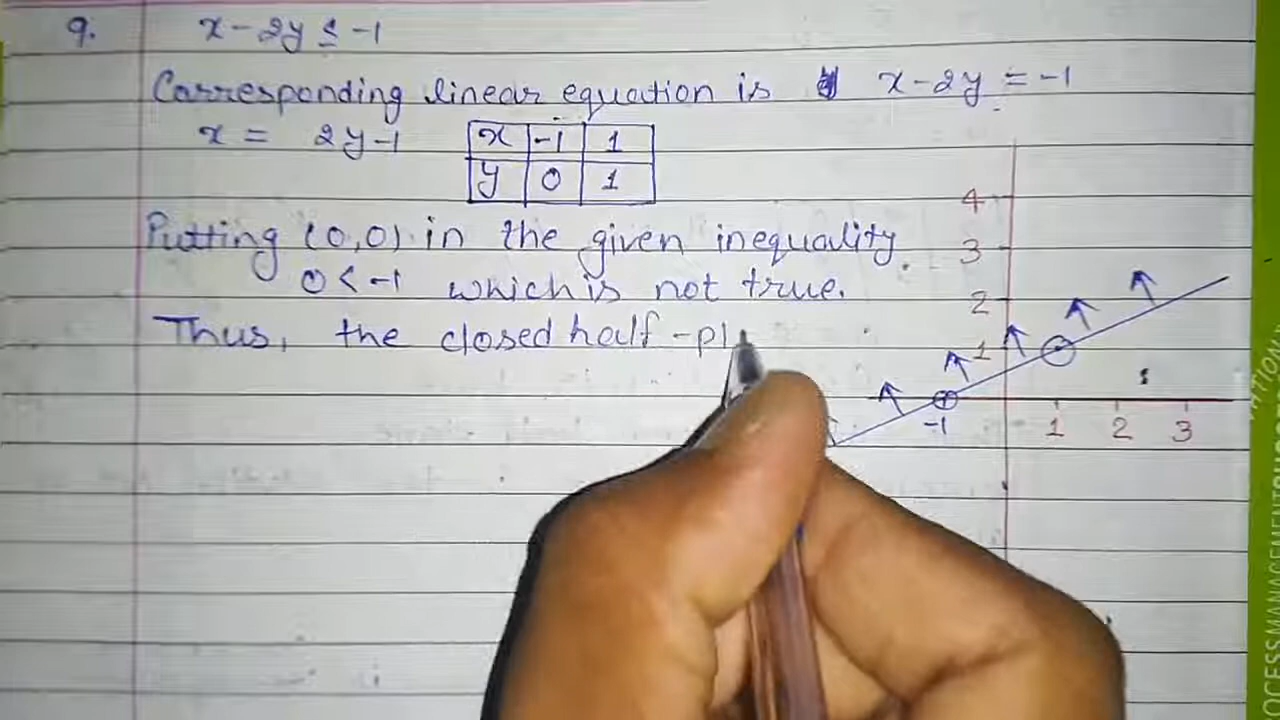 9. x - 2y ≤ -1
Carresponding linear equation is x - 2y = -1
x = 2y - 1
x -1 1
y 0 1
Putting (0,0) in the given inequality.
0 < -1 which is not true.
Thus, the closed half-pl
4
3
2
1
-1 1 2 3